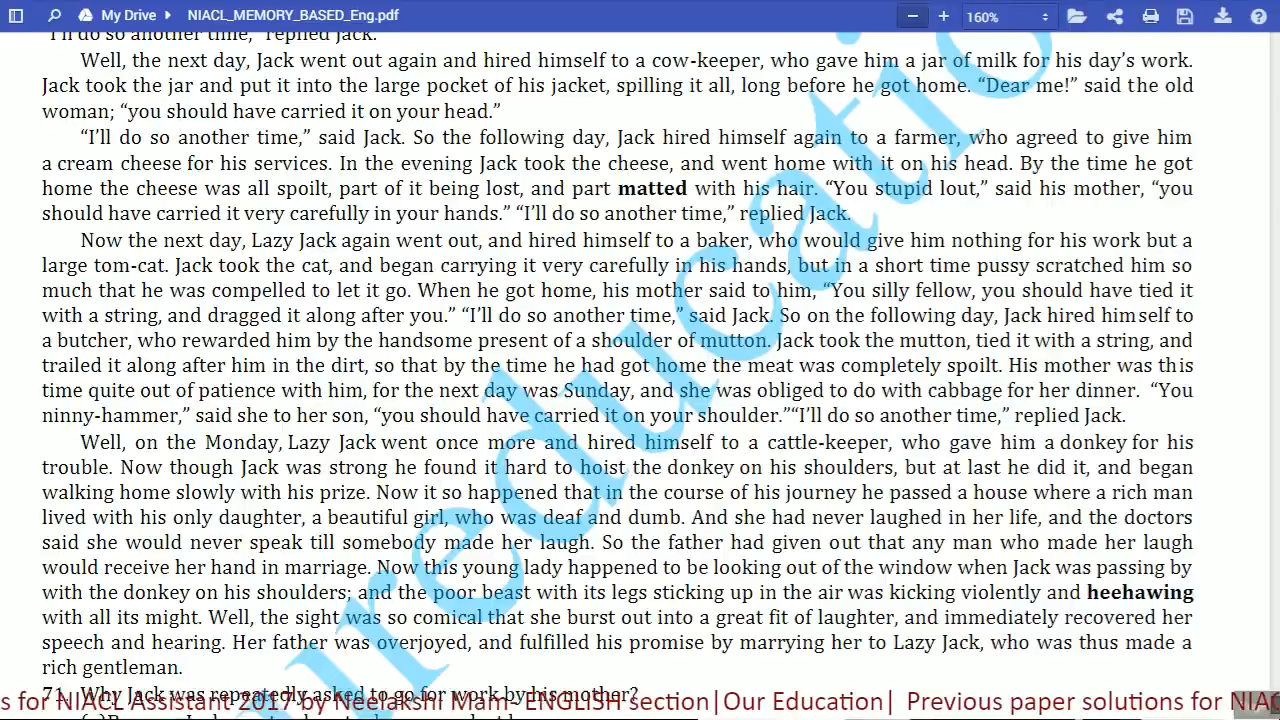 My Drive
NIACL_MEMORY_BASED_Eng.pdf
160%
"I'll do so another time," replied Jack.
Well, the next day, Jack went out again and hired himself to a cow-keeper, who gave him a jar of milk for his day's work.
Jack took the jar and put it into the large pocket of his jacket, spilling it all, long before he got home. “Dear me!” said the old
woman; “you should have carried it on your head.”
“I'll do so another time,” said Jack. So the following day, Jack hired himself again to a farmer, who agreed to give him
a cream cheese for his services. In the evening Jack took the cheese, and went home with it on his head. By the time he got
home the cheese was all spoilt, part of it being lost, and part matted with his hair. “You stupid lout,” said his mother, “you
should have carried it very carefully in your hands.” “I'll do so another time,” replied Jack.
Now the next day, Lazy Jack again went out, and hired himself to a baker, who would give him nothing for his work but a
large tom-cat. Jack took the cat, and began carrying it very carefully in his hands, but in a short time pussy scratched him so
much that he was compelled to let it go. When he got home, his mother said to him, “You silly fellow, you should have tied it
with a string, and dragged it along after you.” “I'll do so another time,” said Jack. So on the following day, Jack hired himself to
a butcher, who rewarded him by the handsome present of a shoulder of mutton. Jack took the mutton, tied it with a string, and
trailed it along after him in the dirt, so that by the time he had got home the meat was completely spoilt. His mother was this
time quite out of patience with him, for the next day was Sunday, and she was obliged to do with cabbage for her dinner. “You
ninny-hammer,” said she to her son, “you should have carried it on your shoulder.”“I'll do so another time,” replied Jack.
Well, on the Monday, Lazy Jack went once more and hired himself to a cattle-keeper, who gave him a donkey for his
trouble. Now though Jack was strong he found it hard to hoist the donkey on his shoulders, but at last he did it, and began
walking home slowly with his prize. Now it so happened that in the course of his journey he passed a house where a rich man
lived with his only daughter, a beautiful girl, who was deaf and dumb. And she had never laughed in her life, and the doctors
said she would never speak till somebody made her laugh. So the father had given out that any man who made her laugh
would receive her hand in marriage. Now this young lady happened to be looking out of the window when Jack was passing by
with the donkey on his shoulders; and the poor beast with its legs sticking up in the air was kicking violently and heehawing
with all its might. Well, the sight was so comical that she burst out into a great fit of laughter, and immediately recovered her
speech and hearing. Her father was overjoyed, and fulfilled his promise by marrying her to Lazy Jack, who was thus made a
rich gentleman.
71. Why Jack was repeatedly asked to go for work by his mother?
s for NIACL Assistant 2017 by Neelakshi Mam- ENGLISH section|Our Education| Previous paper solutions for NIAC
ureducatio